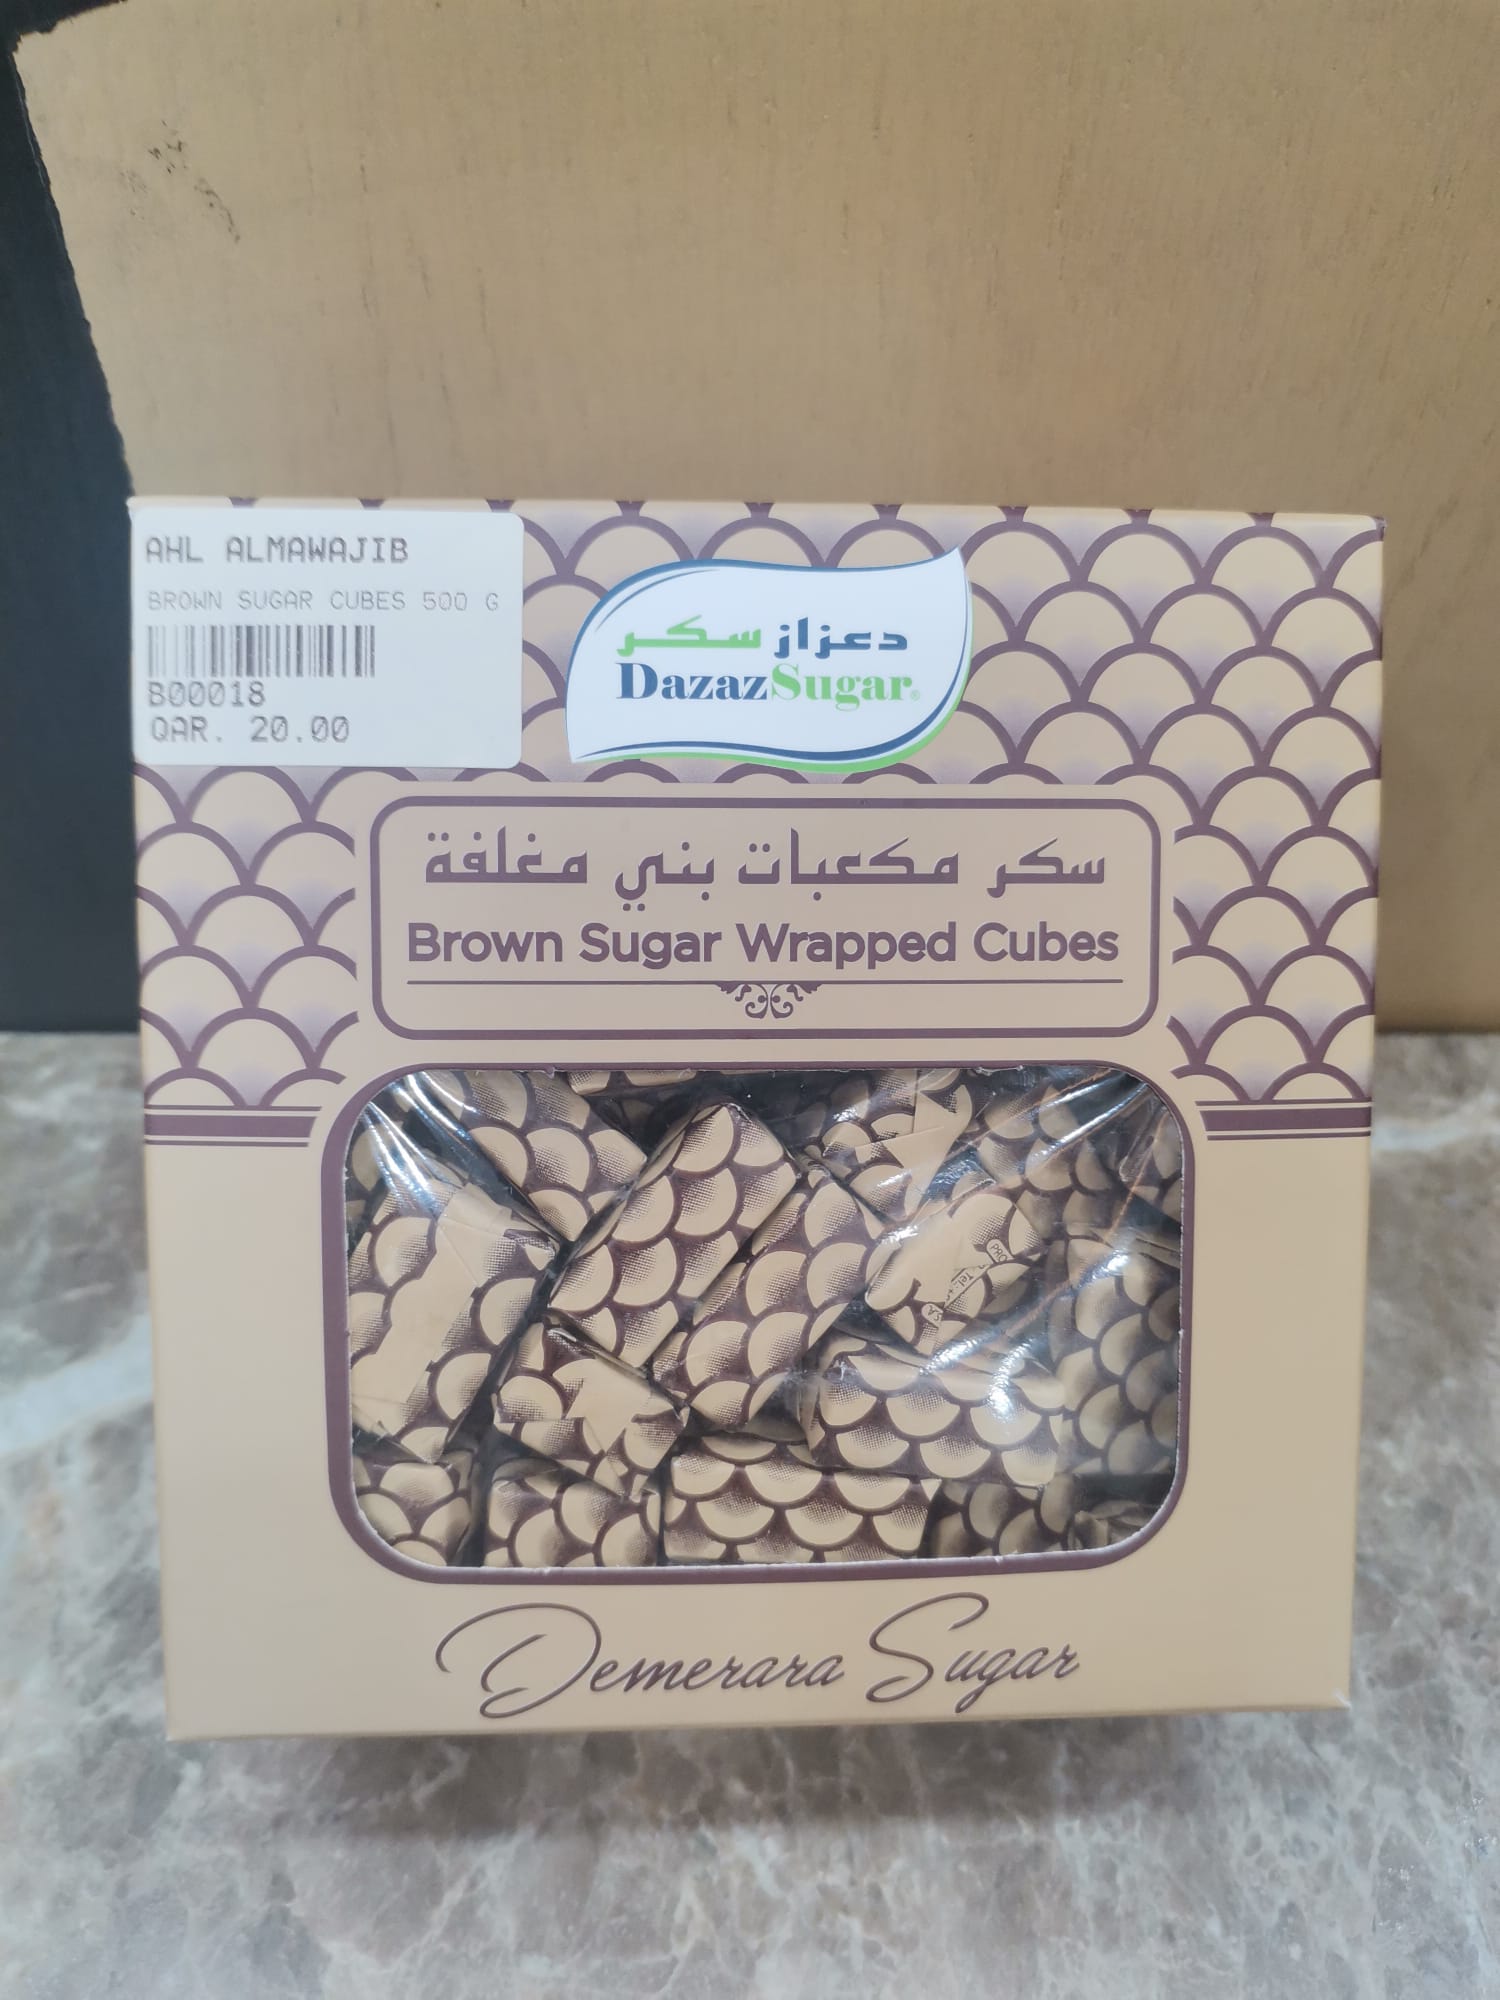 AHL ALMAWAJIB
BROWN SUGAR CUBES 500 G
B00018
QAR. 20.00
دعزاز سكر
DazazSugar®
سكر مكعبات بني مغلفة
Brown Sugar Wrapped Cubes
Demerara Sugar